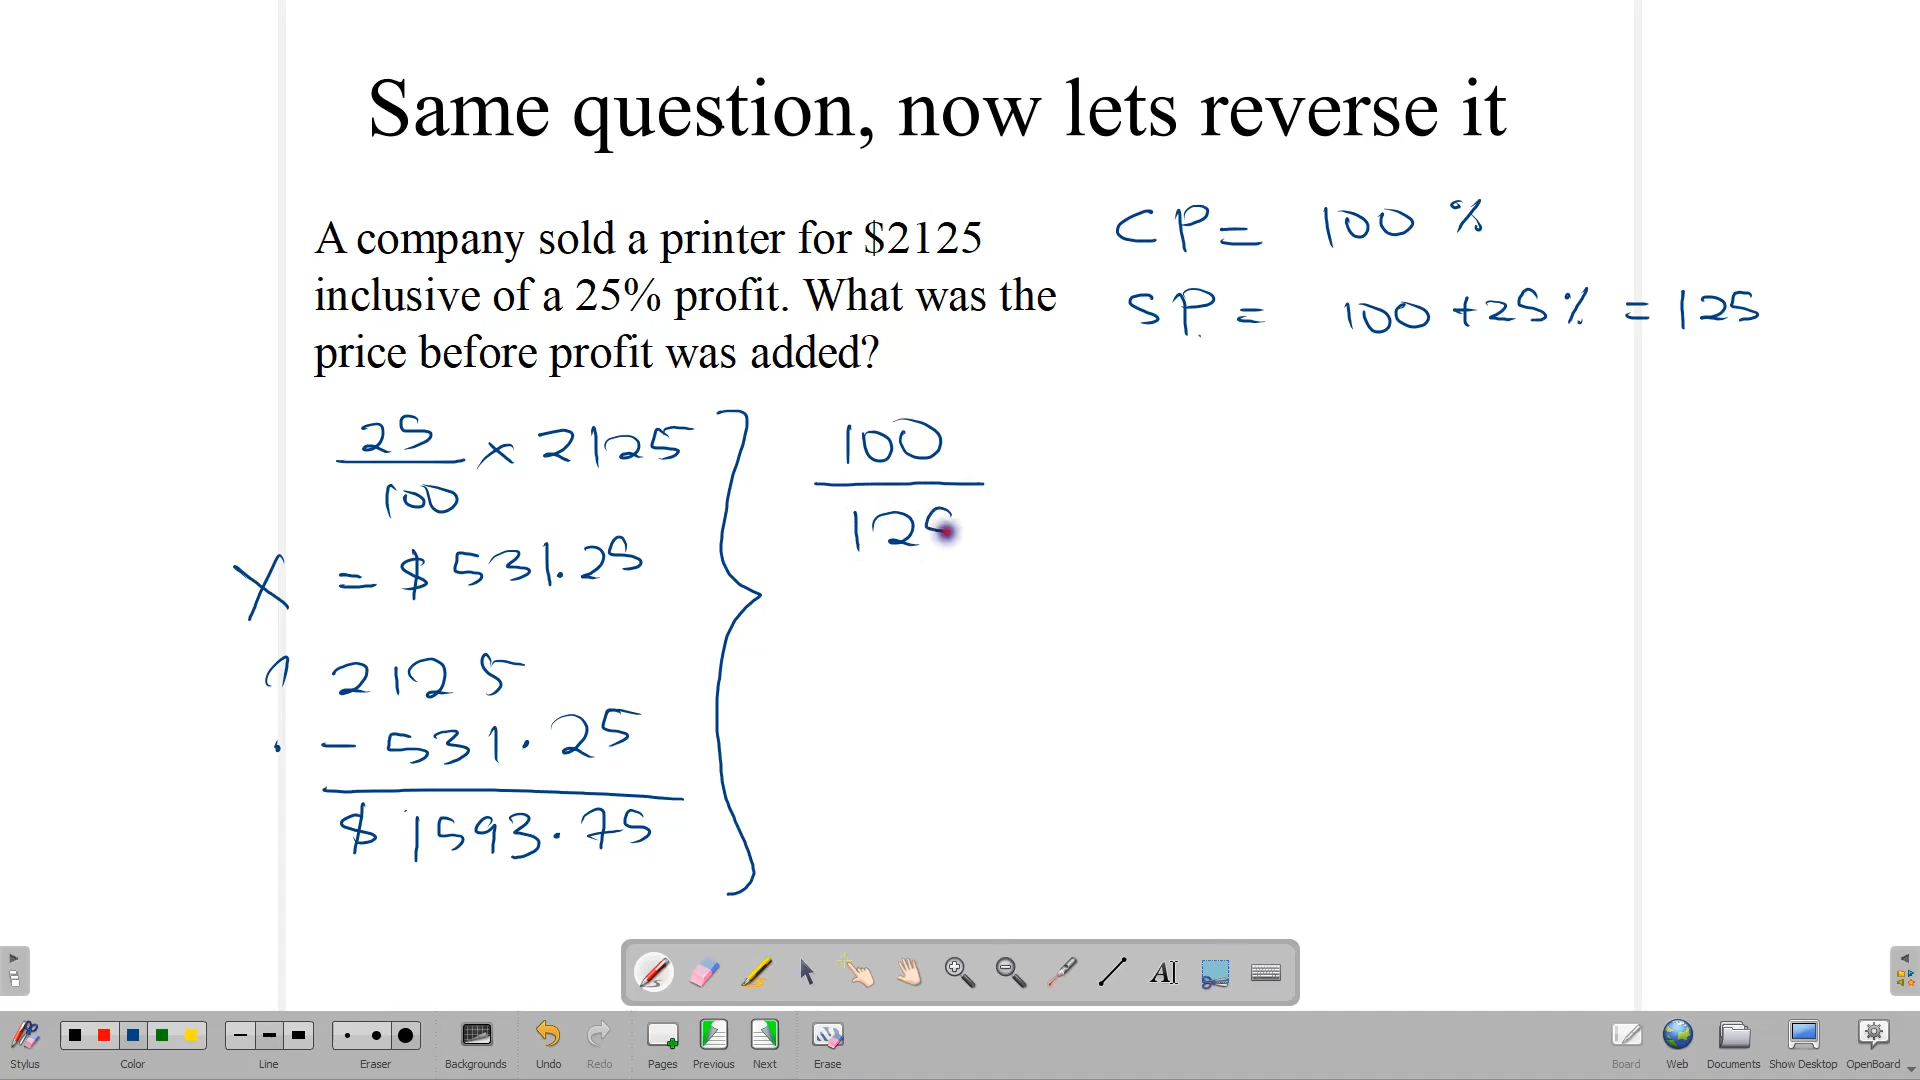 Same question, now lets reverse it
A company sold a printer for $2125
inclusive of a 25% profit. What was the
price before profit was added?
CP = 100 %
SP = 100 + 25 % = 125
25
100
× 2125
X = $ 531.25
2125
- 531.25
$ 1593.75
100
125
AI
Stylus
Color
Line
Eraser
Backgrounds
Undo
Redo
Pages
Previous
Next
Erase
Board
Web
Documents
Show Desktop
OpenBoard